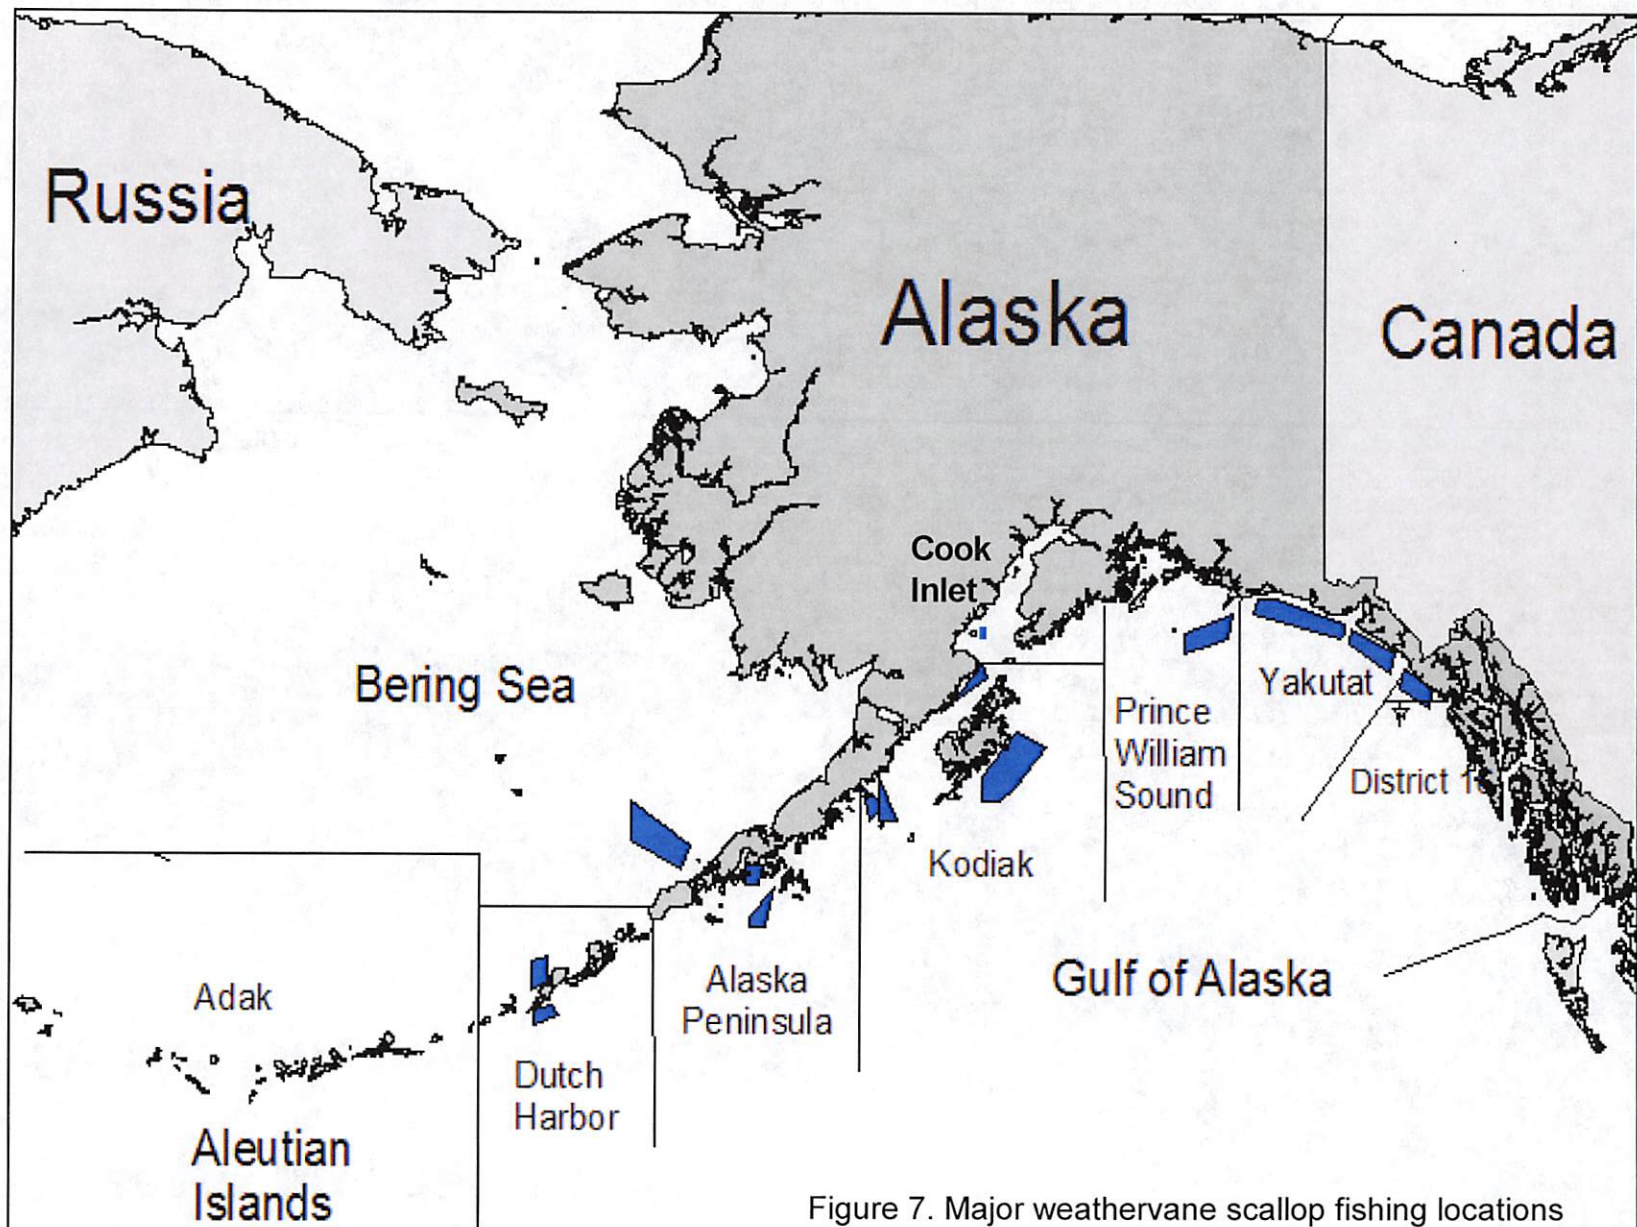 Russia
Alaska
Canada
Cook
Inlet
Bering Sea
Yakutat
Prince
William
Sound
District 16
Kodiak
Gulf of Alaska
Alaska
Peninsula
Adak
Dutch
Harbor
Aleutian
Islands
Figure 7. Major weathervane scallop fishing locations